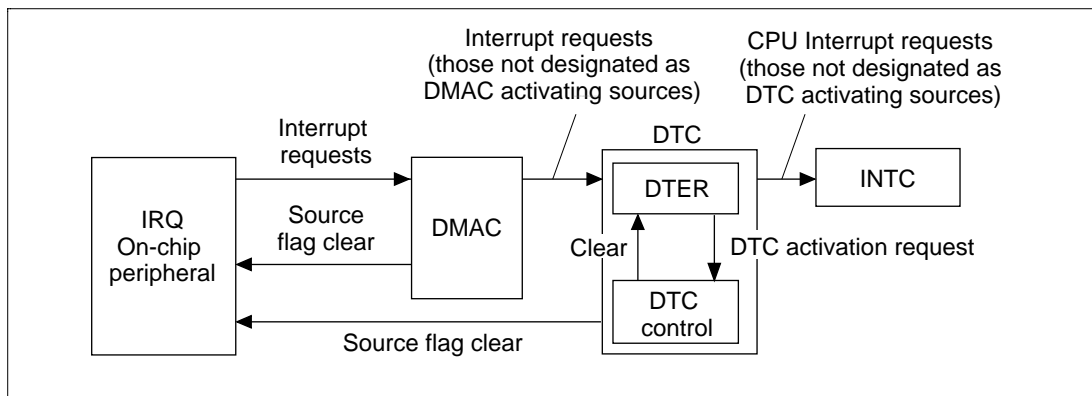 Interrupt requests
(those not designated as
DMAC activating sources)
CPU Interrupt requests
(those not designated as
DTC activating sources)
Interrupt
requests
DTC
IRQ
On-chip
peripheral
Source
flag clear
DMAC
DTER
INTC
Clear
DTC activation request
DTC
control
Source flag clear